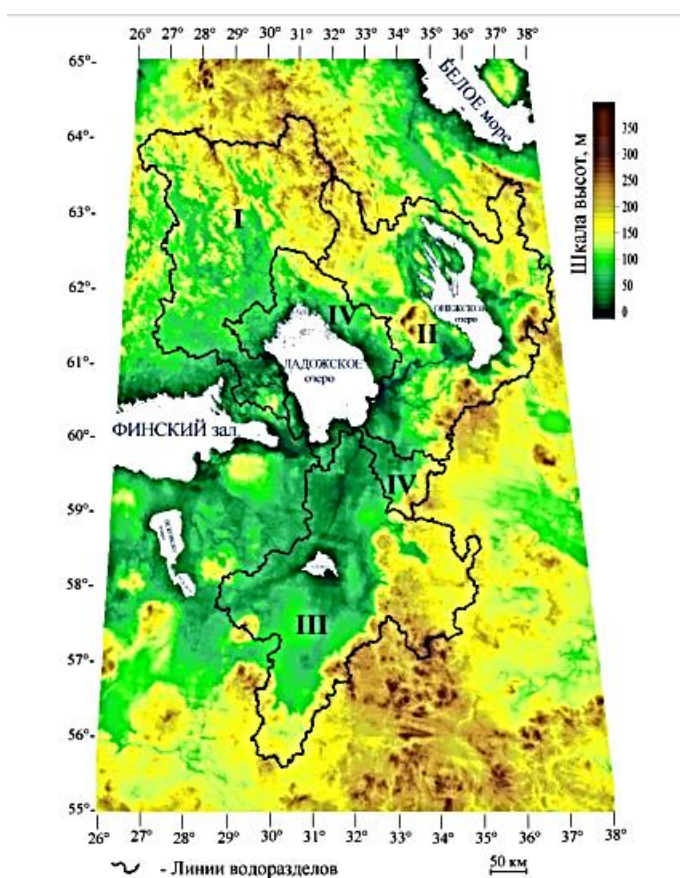 26° 27° 28° 29° 30° 31° 32° 33° 34° 35° 36° 37° 38°
65°-
64°-
63°-
62°-
61°-
60°-
59°-
58°-
57°-
56°-
55°-
БЕЛОЕ море
Шкала высот, м
350
300
250
200
150
100
50
0
I
IV
II
ОНЕЖСКОЕ
озеро
ЛАДОЖСКОЕ
озеро
ФИНСКИЙ зал.
IV
III
26° 27° 28° 29° 30° 31° 32° 33° 34° 35° 36° 37° 38°
- Линии водоразделов
50 км